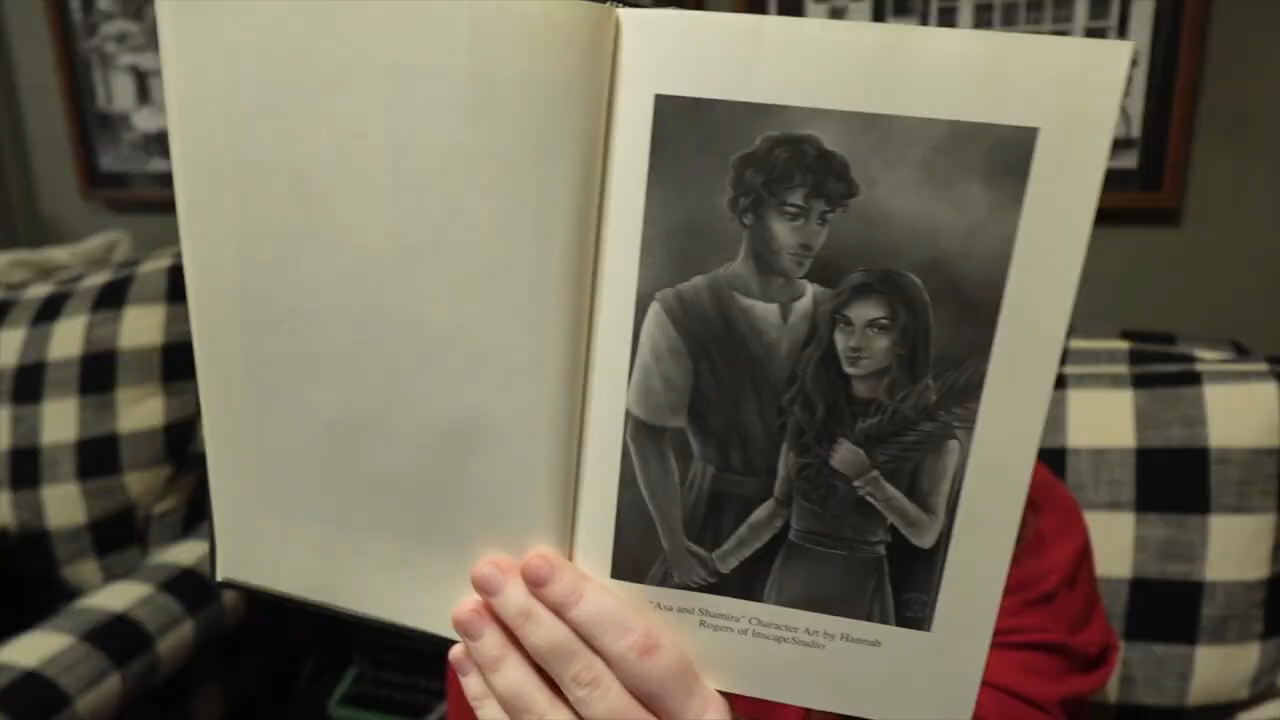 "Asa and Shamira" Character Art by Hannah
Rogers of InscapeStudio